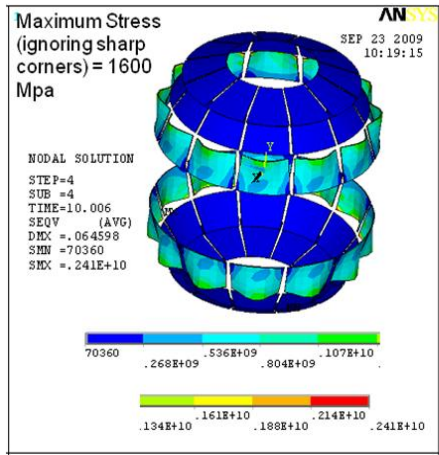 Maximum Stress
(ignoring sharp
corners) = 1600
Mpa
ANSYS
SEP 23 2009
10:19:15
NODAL SOLUTION
STEP=4
SUB =4
TIME=10.006
SEQV (AVG)
DMX =.064598
SMN =70360
SMX =.241E+10
Y
X
70360 .536E+09 .107E+10
.268E+09 .804E+09 .
.161E+10 .214E+10
.134E+10 .188E+10 .241E+10